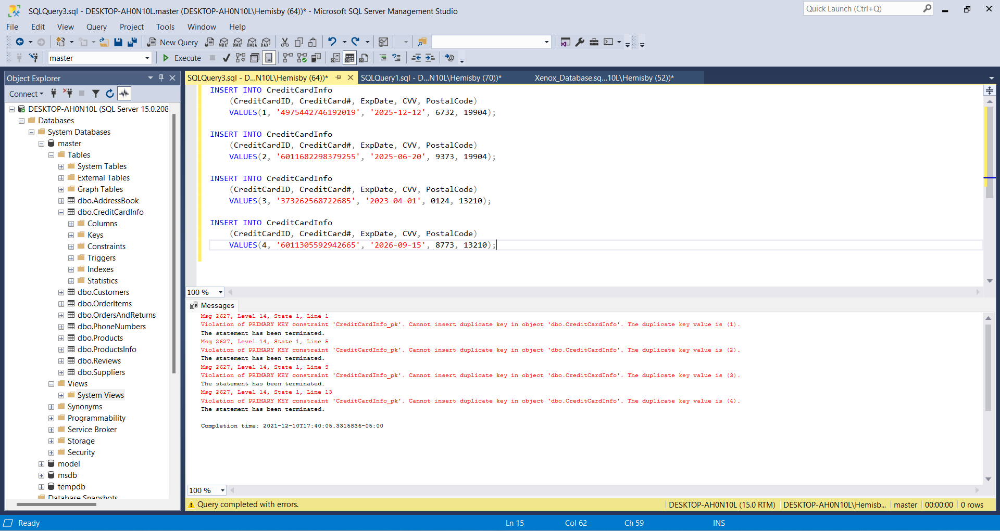 SQLQuery3.sql - DESKTOP-AH0N10L.master (DESKTOP-AH0N10L\Hemisby (64))* - Microsoft SQL Server Management Studio
Quick Launch (Ctrl+Q)
File Edit View Query Project Tools Window Help
New Query MDX DMX XMLA DAX
master Execute
Object Explorer
SQLQuery3.sql - D...N10L\Hemisby (64))* SQLQuery1.sql - D...N10L\Hemisby (70))* Xenox_Database.sq...10L\Hemisby (52))*
Connect
DESKTOP-AH0N10L (SQL Server 15.0.208
Databases
System Databases
master
Tables
System Tables
External Tables
Graph Tables
dbo.AddressBook
dbo.CreditCardInfo
Columns
Keys
Constraints
Triggers
Indexes
Statistics
dbo.Customers
dbo.OrderItems
dbo.OrdersAndReturns
dbo.PhoneNumbers
dbo.Products
dbo.ProductsInfo
dbo.Reviews
dbo.Suppliers
Views
System Views
Synonyms
Programmability
Service Broker
Storage
Security
model
msdb
tempdb
Database Snapshots
INSERT INTO CreditCardInfo
(CreditCardID, CreditCard#, ExpDate, CVV, PostalCode)
VALUES(1, '4975442746192019', '2025-12-12', 6732, 19904);
INSERT INTO CreditCardInfo
(CreditCardID, CreditCard#, ExpDate, CVV, PostalCode)
VALUES(2, '6011682298379255', '2025-06-20', 9373, 19904);
INSERT INTO CreditCardInfo
(CreditCardID, CreditCard#, ExpDate, CVV, PostalCode)
VALUES(3, '373262568722685', '2023-04-01', 0124, 13210);
INSERT INTO CreditCardInfo
(CreditCardID, CreditCard#, ExpDate, CVV, PostalCode)
VALUES(4, '6011305592942665', '2026-09-15', 8773, 13210);
100 %
Messages
Msg 2627, Level 14, State 1, Line 1
Violation of PRIMARY KEY constraint 'CreditCardInfo_pk'. Cannot insert duplicate key in object 'dbo.CreditCardInfo'. The duplicate key value is (1).
The statement has been terminated.
Msg 2627, Level 14, State 1, Line 5
Violation of PRIMARY KEY constraint 'CreditCardInfo_pk'. Cannot insert duplicate key in object 'dbo.CreditCardInfo'. The duplicate key value is (2).
The statement has been terminated.
Msg 2627, Level 14, State 1, Line 9
Violation of PRIMARY KEY constraint 'CreditCardInfo_pk'. Cannot insert duplicate key in object 'dbo.CreditCardInfo'. The duplicate key value is (3).
The statement has been terminated.
Msg 2627, Level 14, State 1, Line 13
Violation of PRIMARY KEY constraint 'CreditCardInfo_pk'. Cannot insert duplicate key in object 'dbo.CreditCardInfo'. The duplicate key value is (4).
The statement has been terminated.
Completion time: 2021-12-10T17:40:05.3315836-05:00
100 %
Query completed with errors. DESKTOP-AH0N10L (15.0 RTM) DESKTOP-AH0N10L\Hemisb... master 00:00:00 0 rows
Ready Ln 15 Col 62 Ch 59 INS